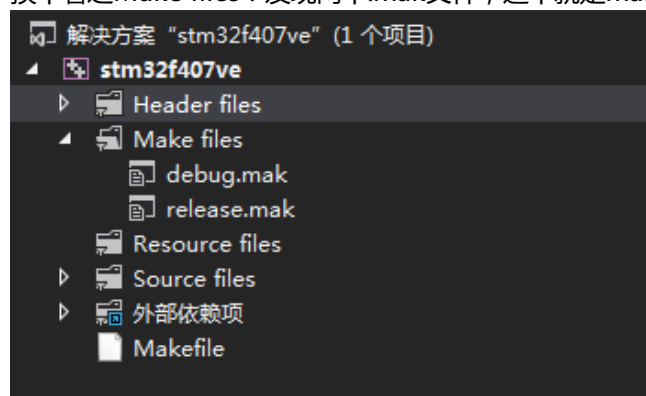 解决方案 "stm32f407ve" (1 个项目)
stm32f407ve
Header files
Make files
debug.mak
release.mak
Resource files
Source files
外部依赖项
Makefile